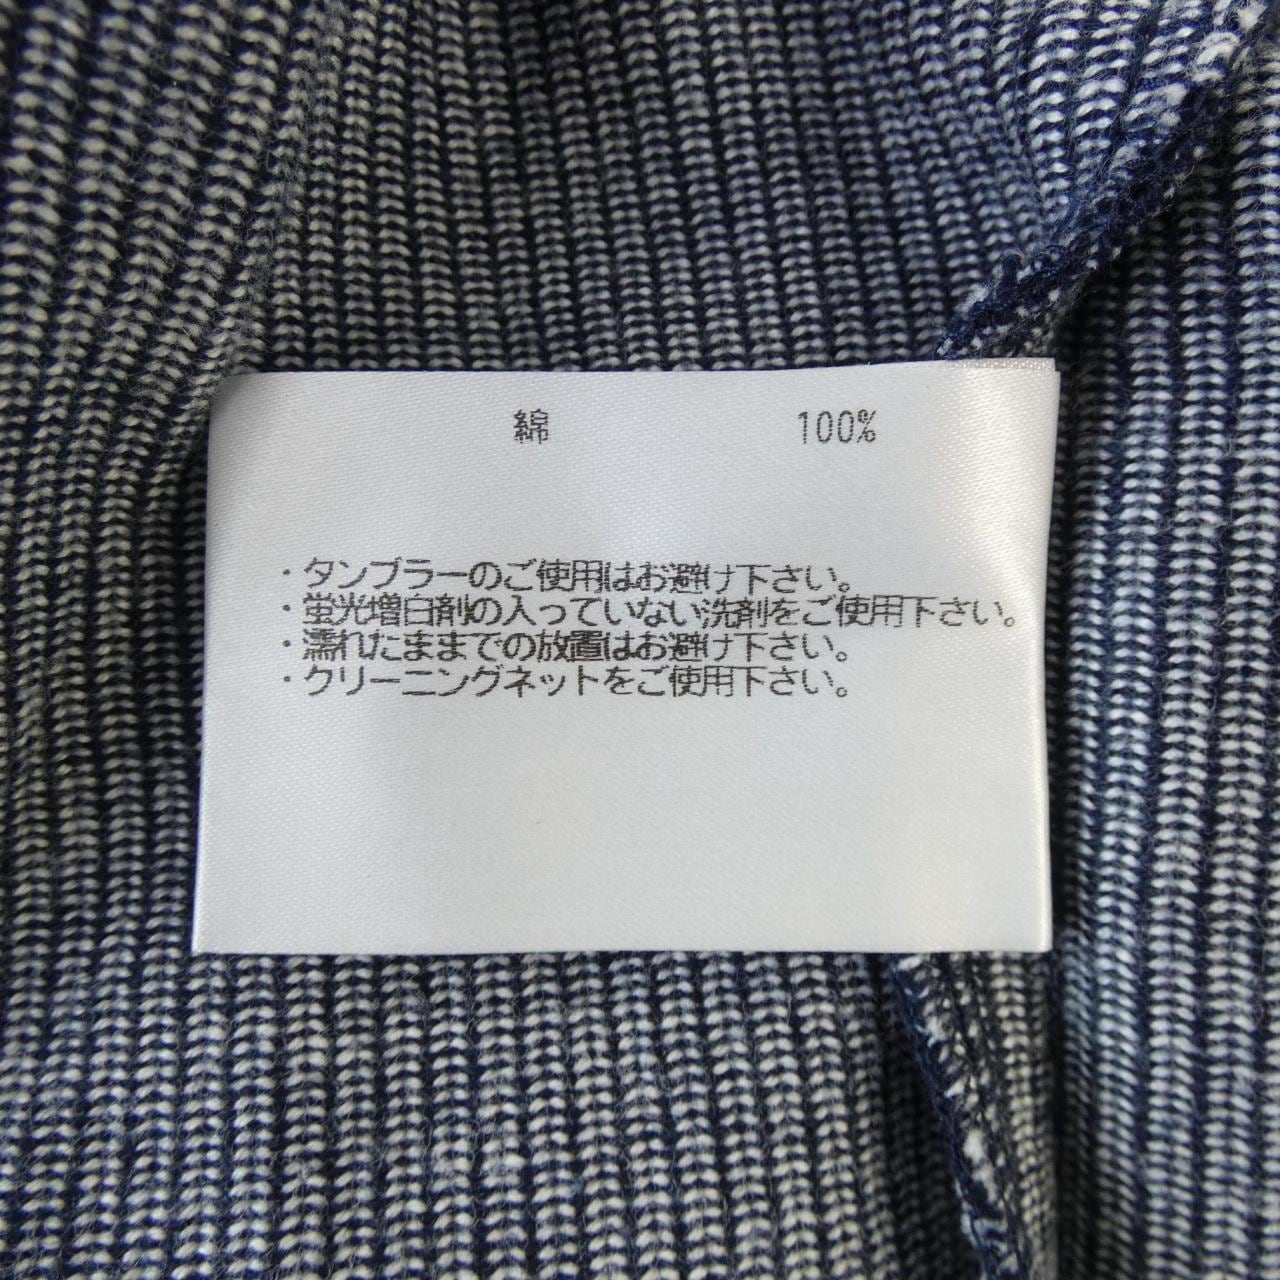 綿 100%
・タンブラーのご使用はお避け下さい。
・蛍光増白剤の入っていない洗剤をご使用下さい。
・濡れたままでの放置はお避け下さい。
・クリーニングネットをご使用下さい。